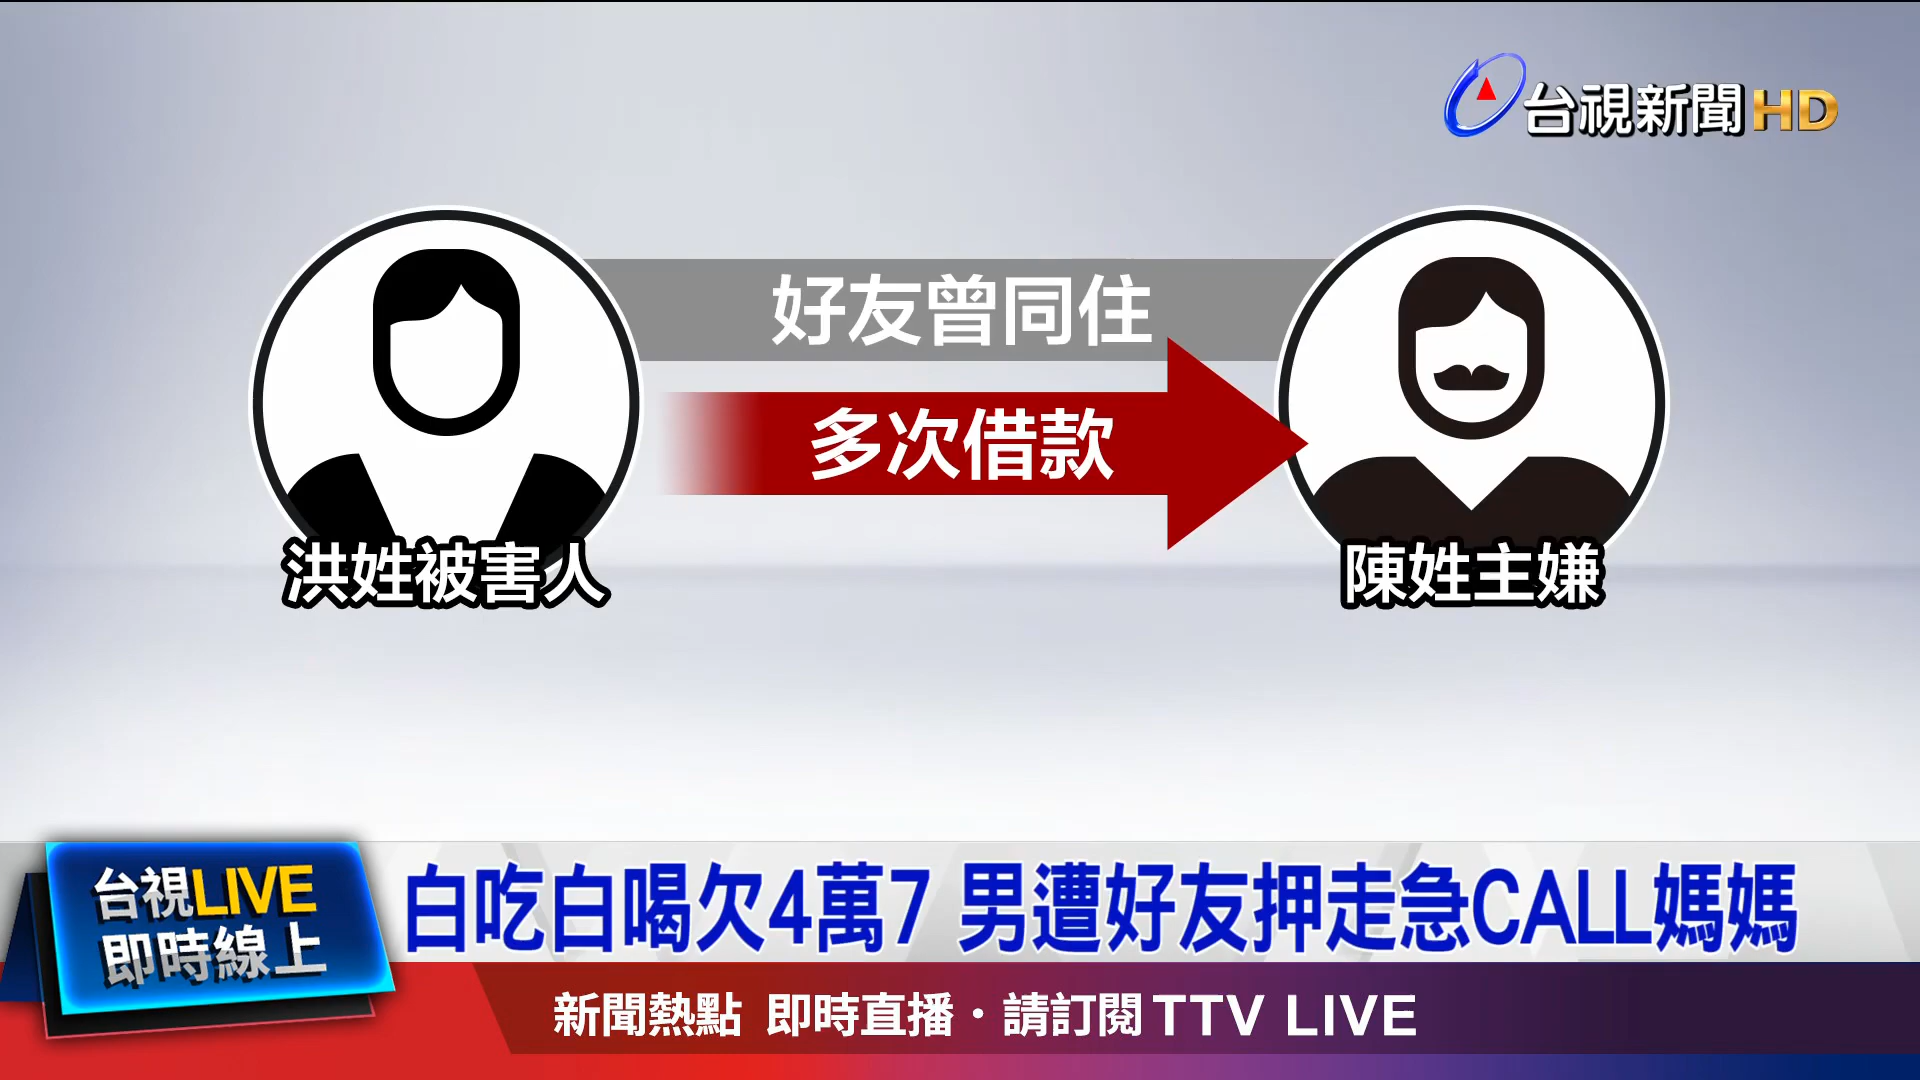 台視新聞HD
好友曾同住
多次借款
洪姓被害人
陳姓主嫌
台視LIVE
即時線上
白吃白喝欠4萬7 男遭好友押走急CALL媽媽
新聞熱點 即時直播·請訂閱TTV LIVE